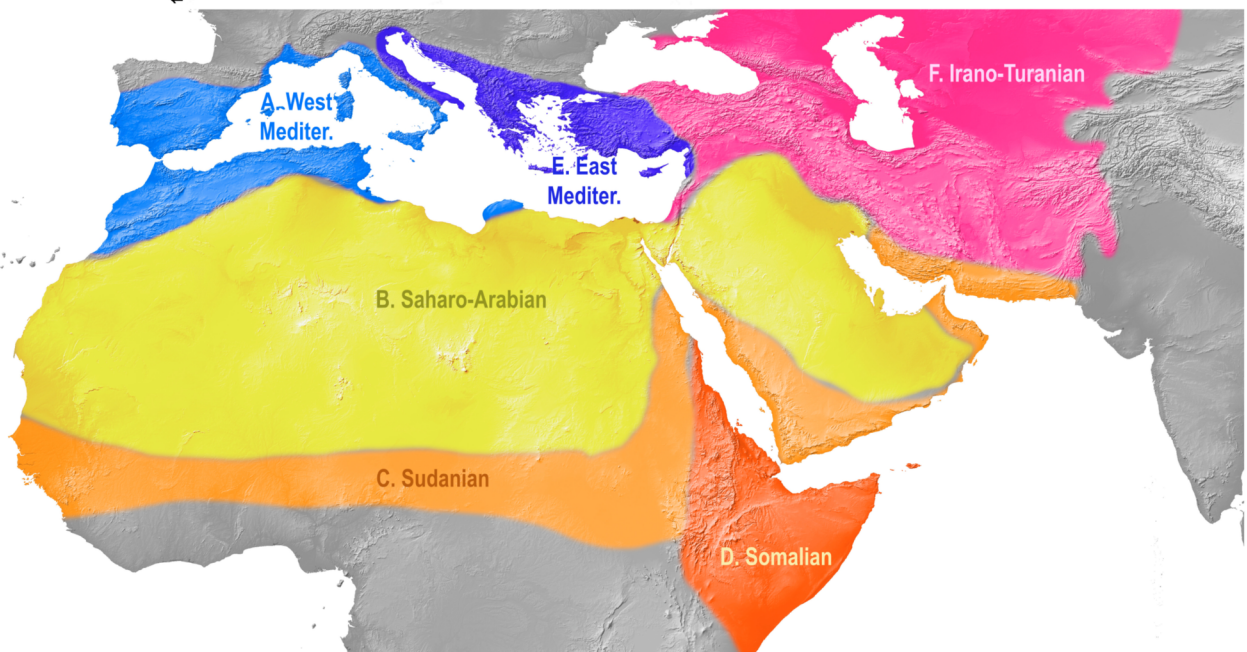 F. Irano-Turanian
A. West
Mediter.
E. East
Mediter.
B. Saharo-Arabian
C. Sudanian
D. Somalian